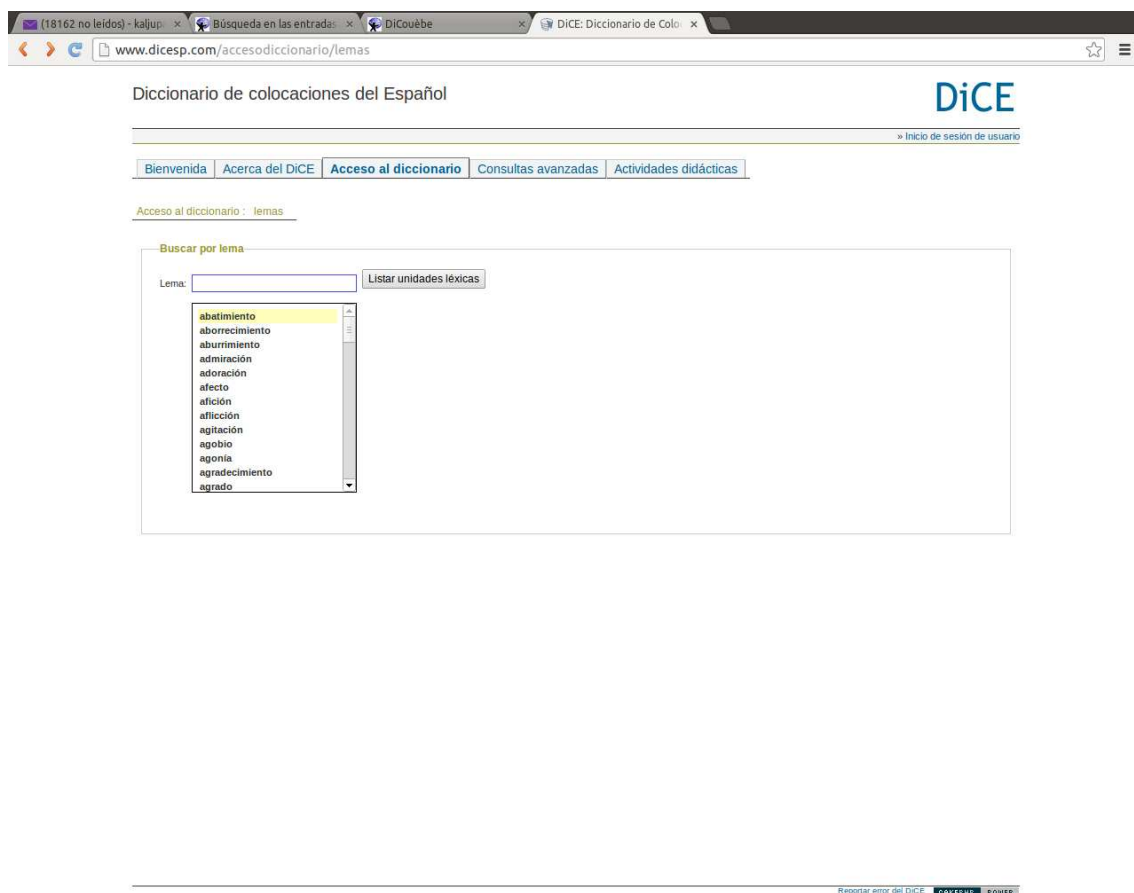 (18162 no leídos) - kaljup
Búsqueda en las entradas
DiCouèbe
DiCE: Diccionario de Colo
www.dicesp.com/accesodiccionario/lemas
Diccionario de colocaciones del Español
DiCE
» Inicio de sesión de usuario
Bienvenida Acerca del DiCE Acceso al diccionario Consultas avanzadas Actividades didácticas
Acceso al diccionario : lemas
Buscar por lema
Lema: Listar unidades léxicas
abatimiento
aborrecimiento
aburrimiento
admiración
adoración
afecto
afición
aflicción
agitación
agobio
agonía
agradecimiento
agrado
Reportar error del DiCE CAKEPHP POWER